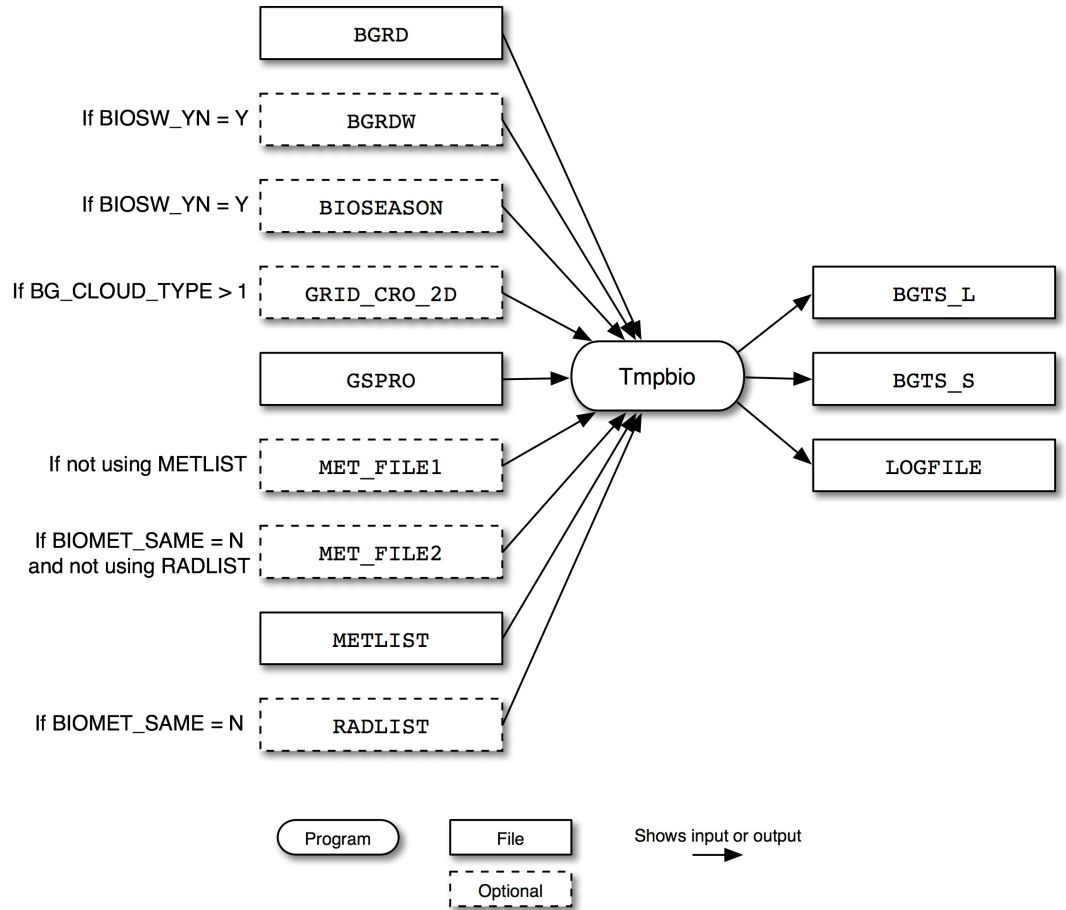 BGRD
If BIOSW_YN = Y
BGRDW
If BIOSW_YN = Y
BIOSEASON
If BG_CLOUD_TYPE > 1
GRID_CRO_2D
BGTS_L
GSPRO
Tmpbio
BGTS_S
If not using METLIST
MET_FILE1
LOGFILE
If BIOMET_SAME = N
and not using RADLIST
MET_FILE2
METLIST
If BIOMET_SAME = N
RADLIST
Program
File
Shows input or output
Optional